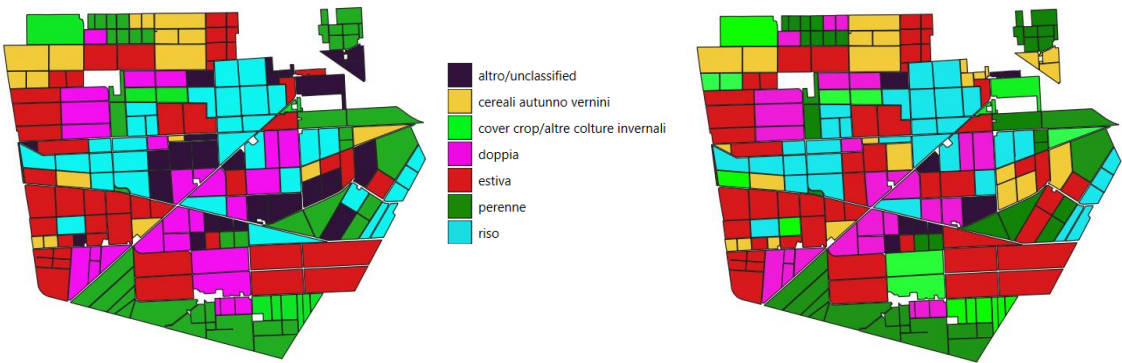 altro/unclassified
cereali autunno vernini
cover crop/altre colture invernali
doppia
estiva
perenne
riso